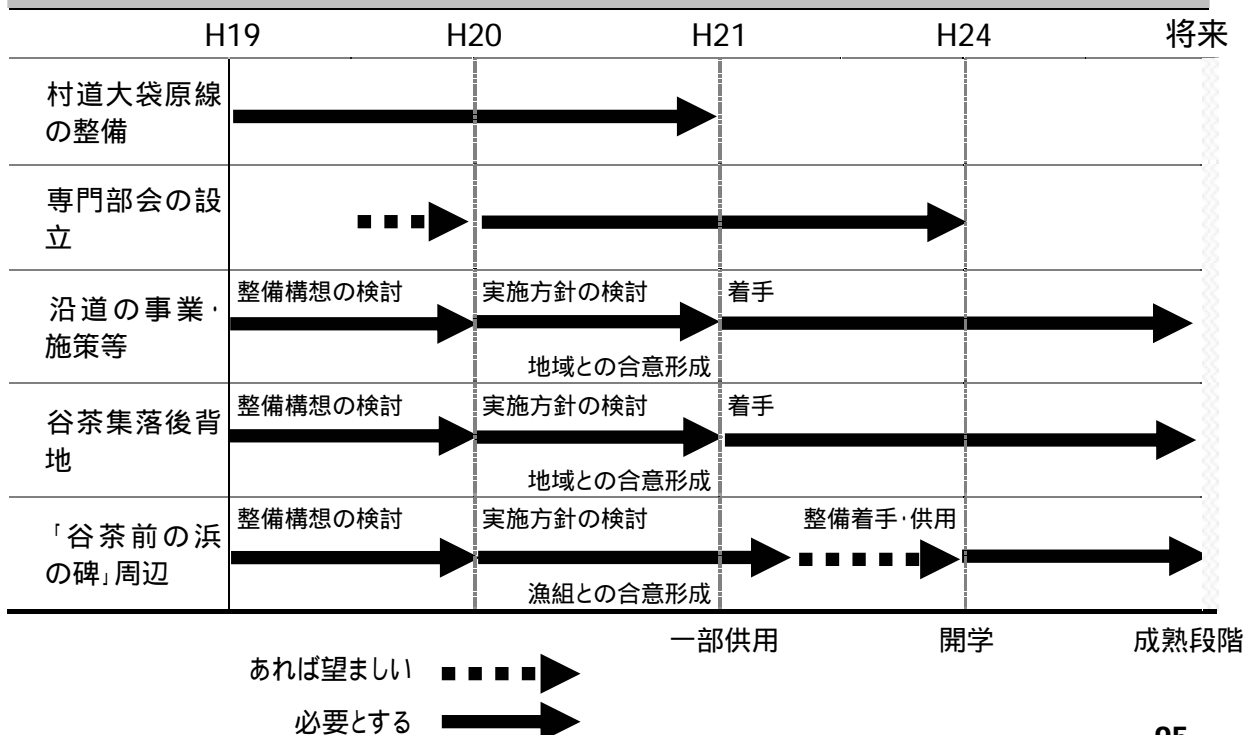 H19 H20 H21 H24 将来
村道大袋原線
の整備
専門部会の設
立
沿道の事業・
施策等
整備構想の検討 実施方針の検討 着手
地域との合意形成
谷茶集落後背
地
整備構想の検討 実施方針の検討 着手
地域との合意形成
「谷茶前の浜
の碑」周辺
整備構想の検討 実施方針の検討 整備着手・供用
漁組との合意形成
一部供用 開学 成熟段階
あれば望ましい
必要とする